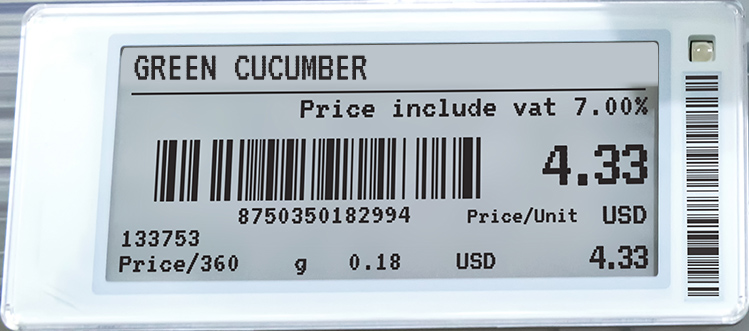 GREEN CUCUMBER
Price include vat 7.00%
4.33
8750350182994 Price/Unit USD
133753
Price/360 g 0.18 USD 4.33